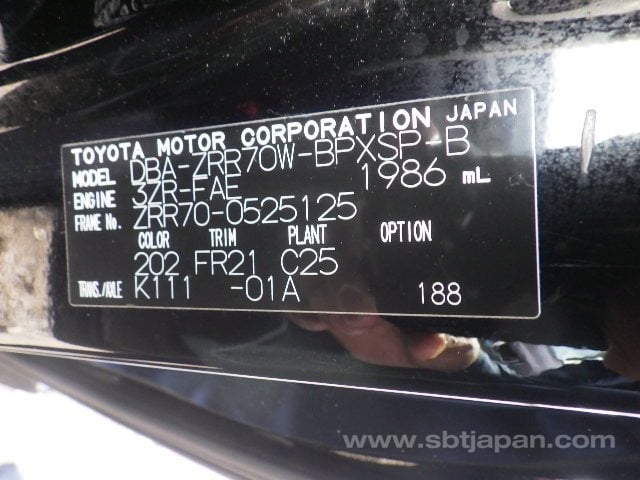 TOYOTA MOTOR CORPORATION JAPAN
MODEL DBA-ZRR70W-BPXSP-B
ENGINE 3ZR-FAE 1986 mL
FRAME No. ZRR70-0525125
COLOR TRIM PLANT OPTION
202 FR21 C25
TRANS./AXLE K111 -01A 188
www.sbtjapan.com